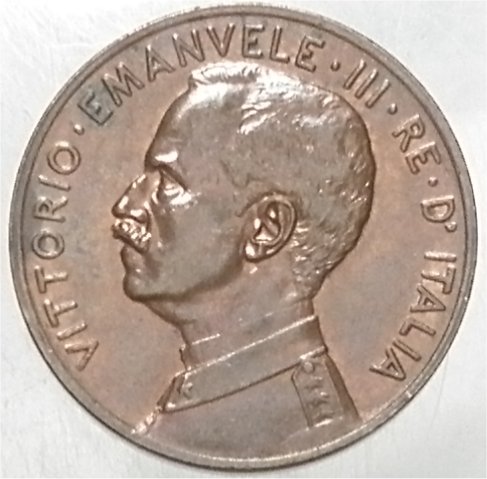 VITTORIO · EMANVELE · III · RE · D' ITALIA